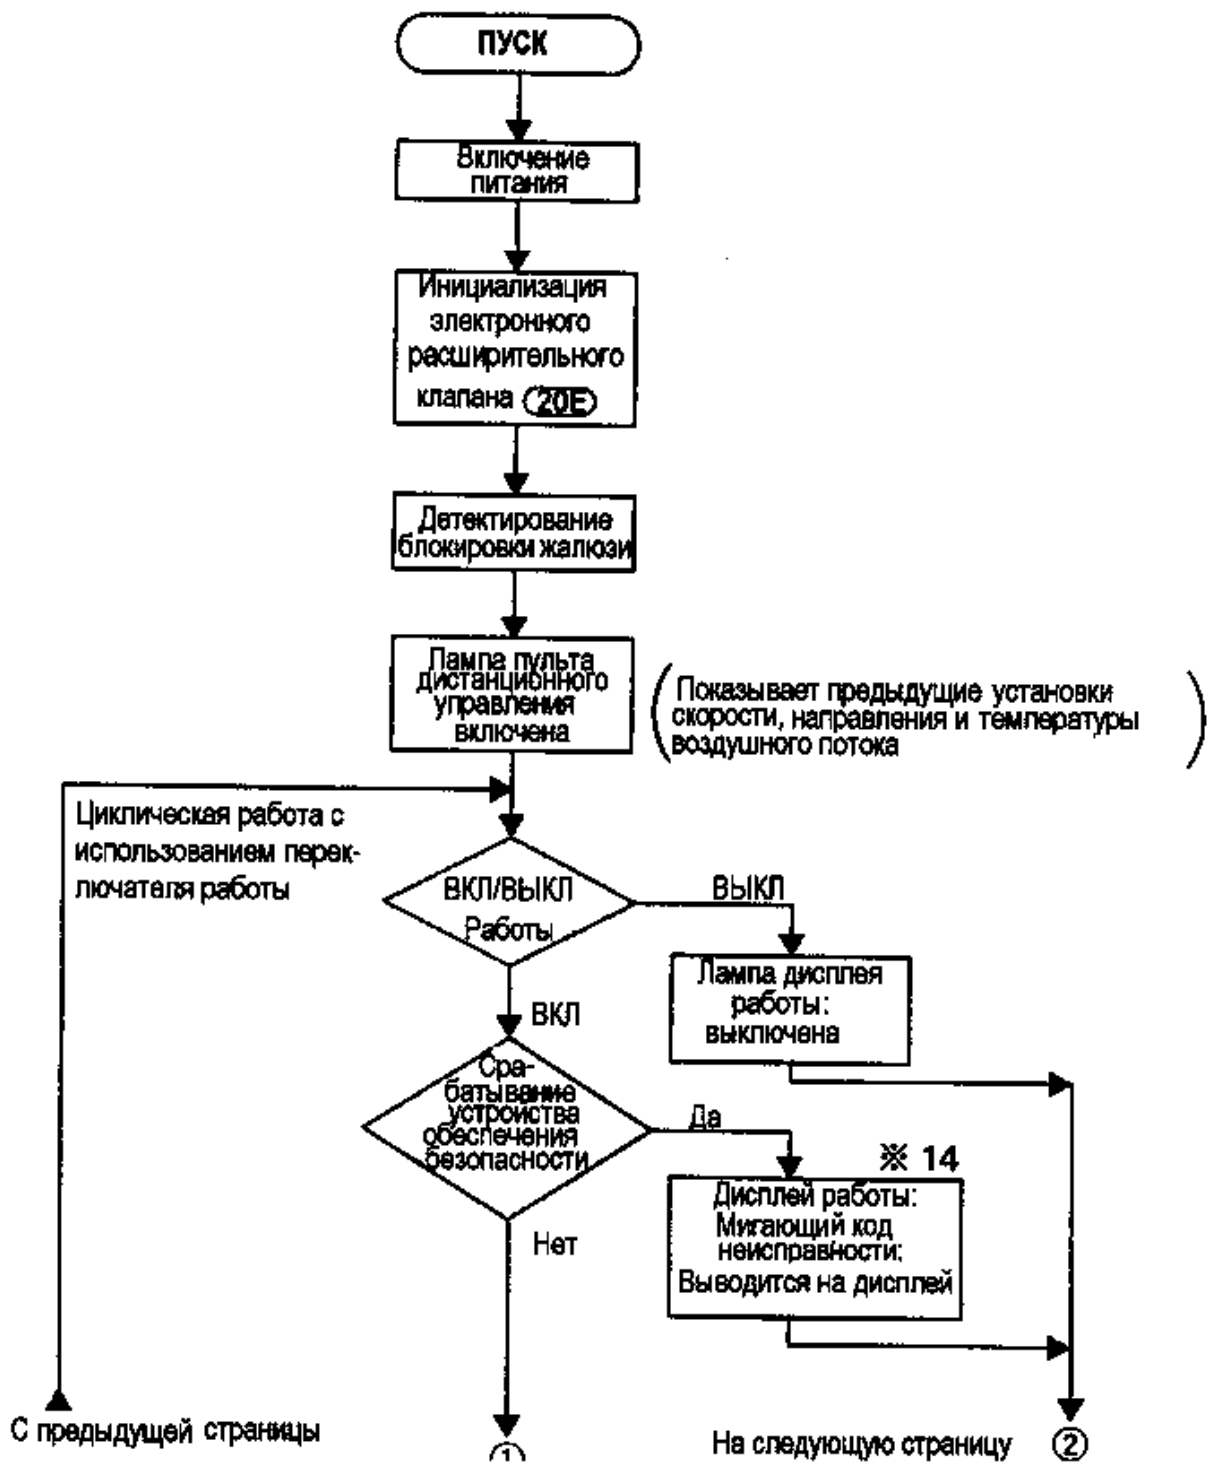 ПУСК
Включение
питания
Инициализация
электронного
расширительного
клапана 20E
Детектирование
блокировки жалюзи
Лампа пульта
дистанционного
управления
включена
Показывает предыдущие установки
скорости, направления и температуры
воздушного потока
Циклическая работа с
использованием перек-
лючателя работы
ВКЛ/ВЫКЛ
Работы
ВЫКЛ
Лампа дисплея
работы:
выключена
ВКЛ
Сра-
батывание
устройства
обеспечения
безопасности
Да
※ 14
Дисплей работы:
Мигающий код
неисправности:
Выводится на дисплей
Нет
С предыдущей страницы
①
На следующую страницу ②